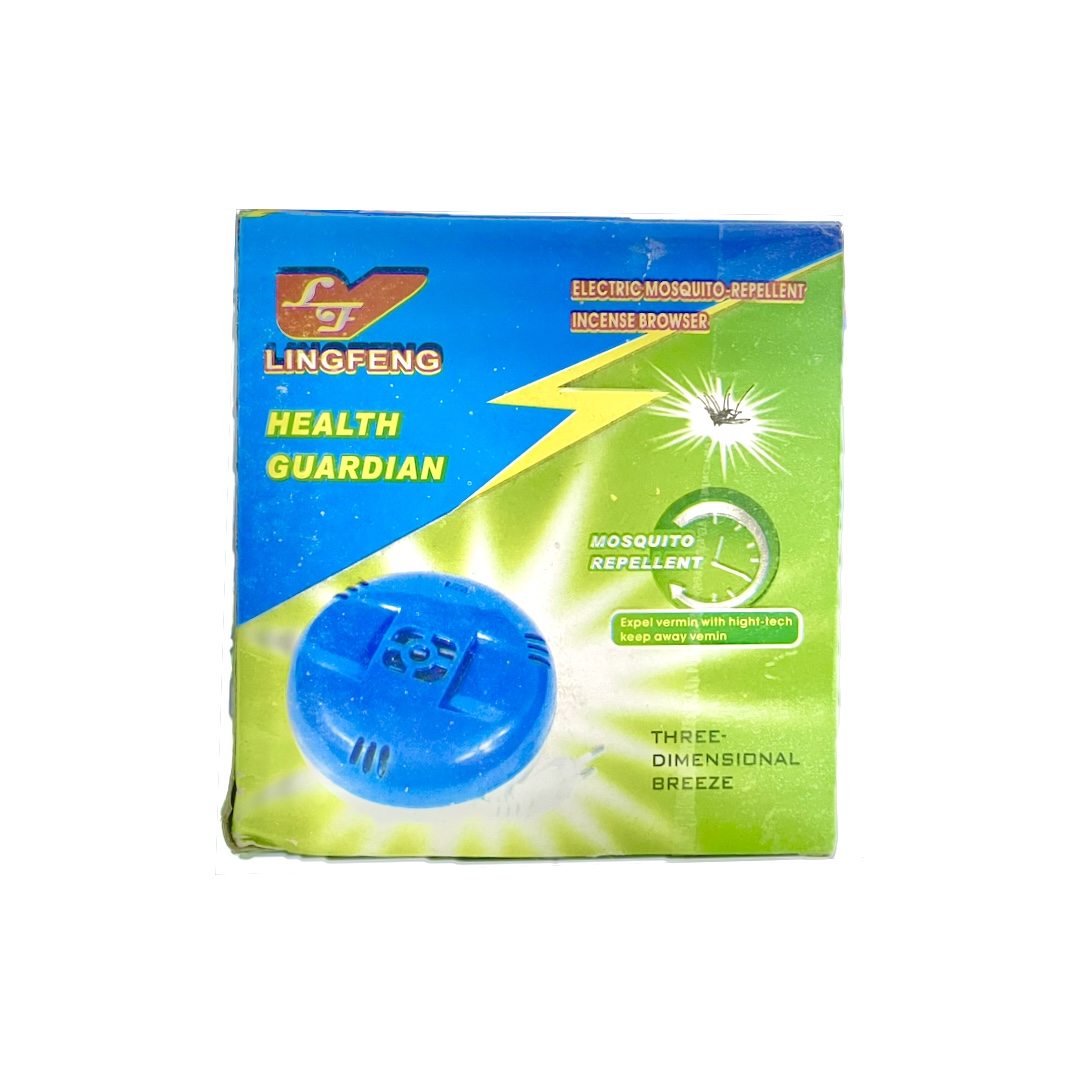 LF
LINGFENG
HEALTH
GUARDIAN
ELECTRIC MOSQUITO-REPELLENT
INCENSE BROWSER
MOSQUITO
REPELLENT
Expel vermin with hight-tech
keep away vemin
THREE-
DIMENSIONAL
BREEZE